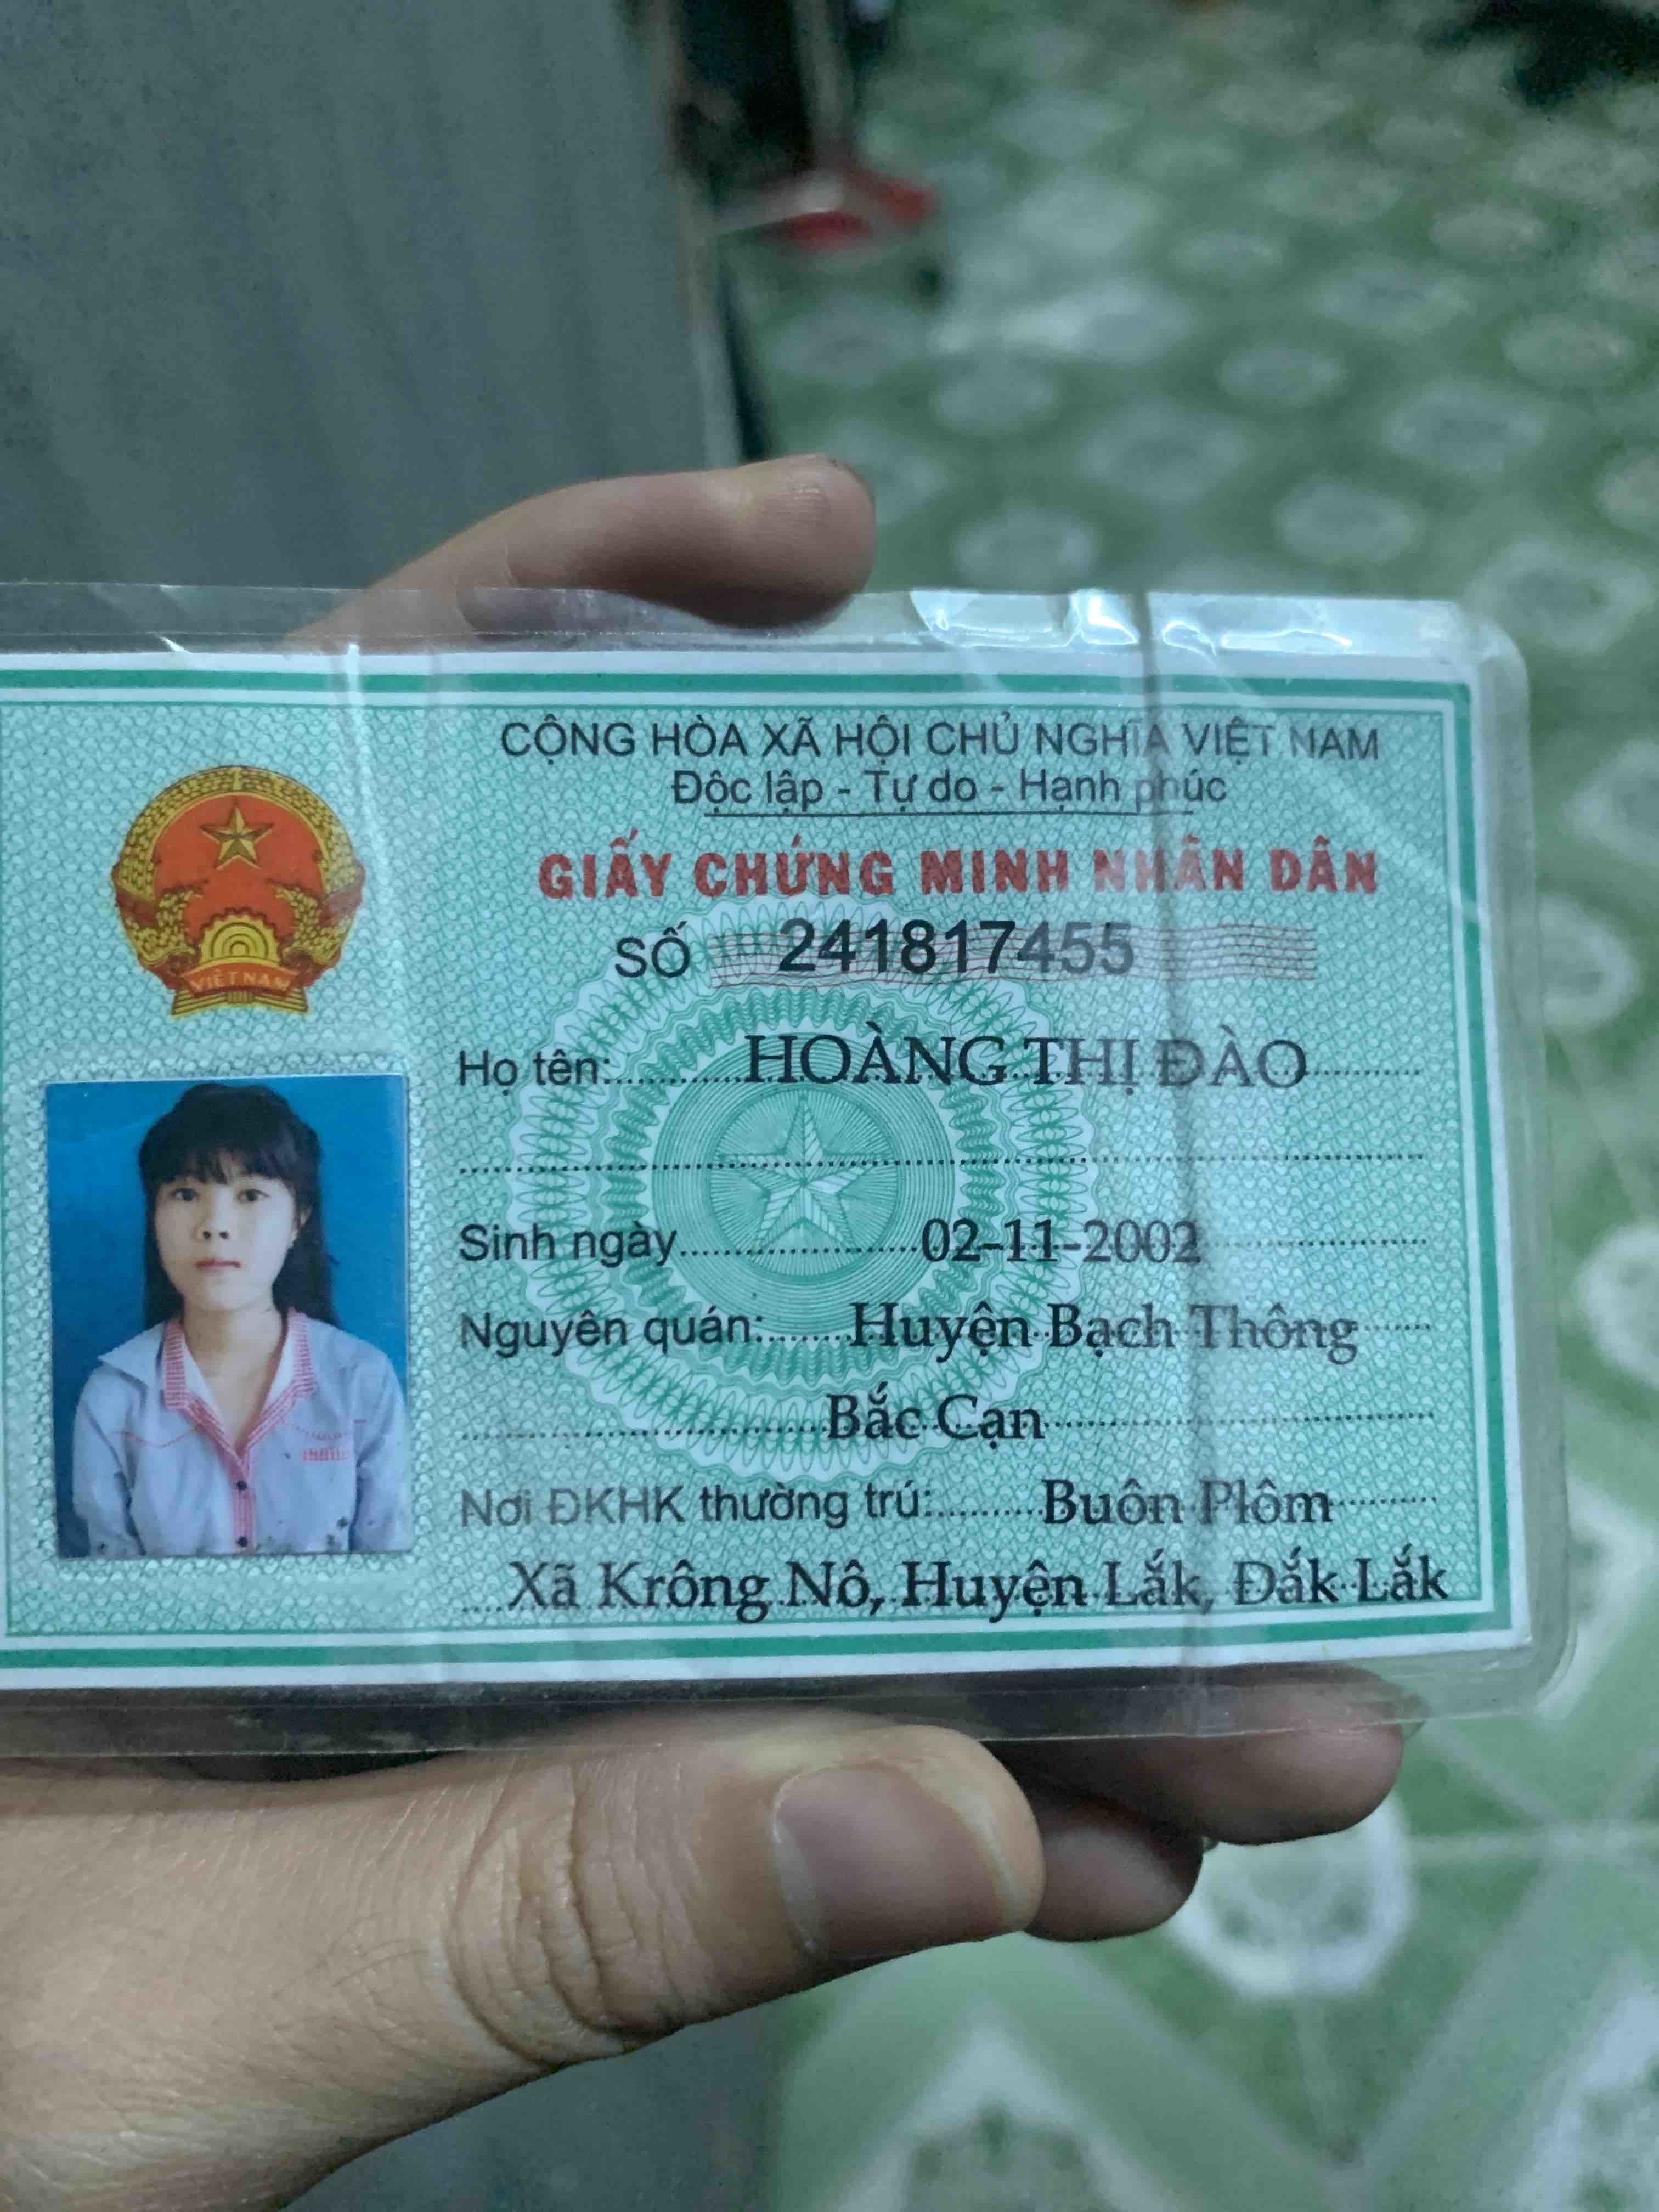 CỘNG HÒA XÃ HỘI CHỦ NGHĨA VIỆT NAM
Độc lập - Tự do - Hạnh phúc
GIẤY CHỨNG MINH NHÂN DÂN
SỐ 241817455
VIỆT NAM
Họ tên: HOÀNG THỊ ĐÀO
Sinh ngày 02-11-2002
Nguyên quán: Huyện Bạch Thông
Bắc Cạn
Nơi ĐKHK thường trú: Buôn Plôm
Xã Krông Nô, Huyện Lắk, Đắk Lắk